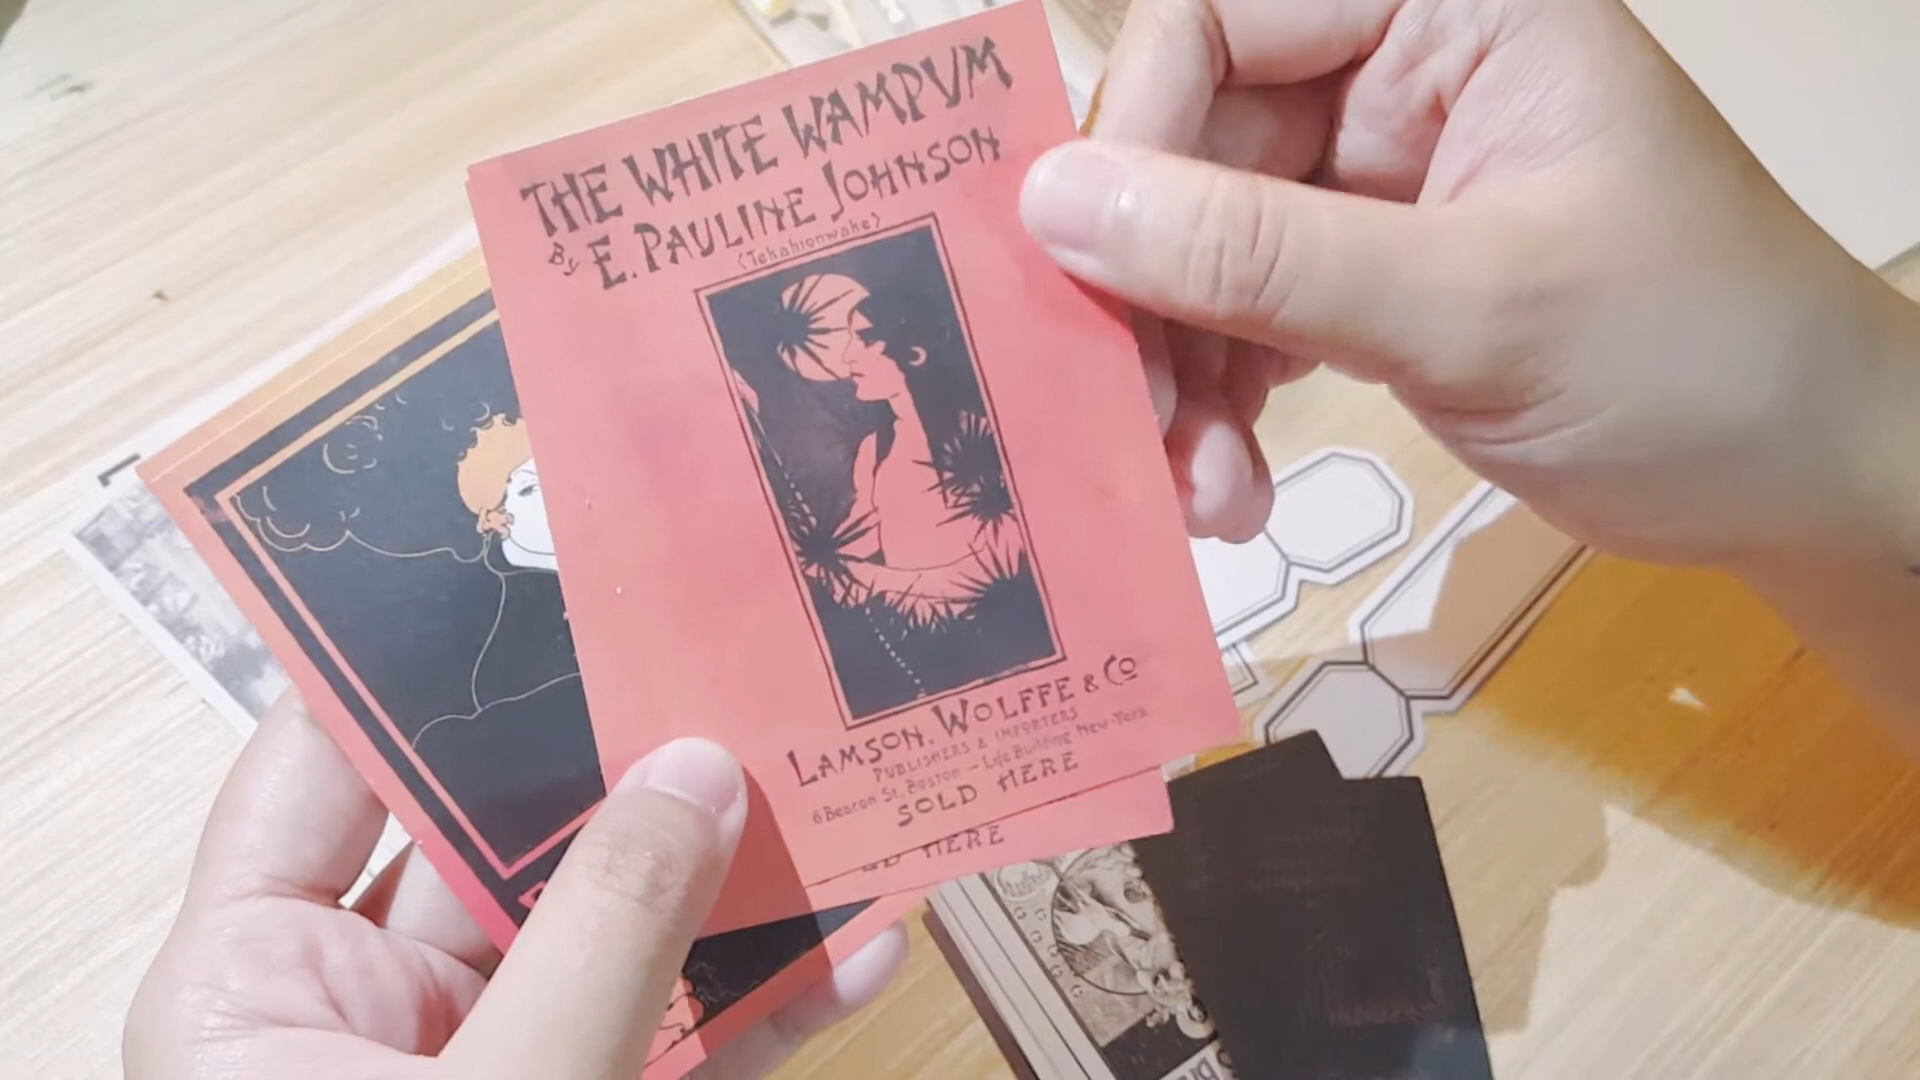 THE WHITE WAMPVM
By E. PAULINE JOHNSON
(Tekahionwake)
LAMSON, WOLFFE & CO
PUBLISHERS & IMPORTERS
6 Beacon St. Boston — Life Building New-York
SOLD HERE
HERE